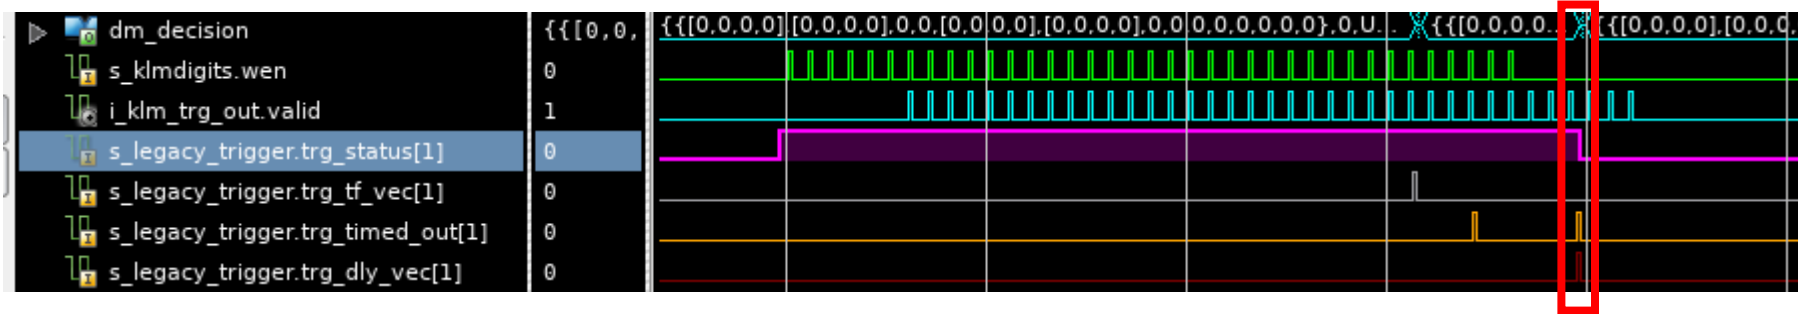 dm_decision {{[0,0, {{[0,0,0,0],[0,0,0,0],0,0,[0,0,0,0],[0,0,0,0],0,0,0,0,0,0,0,0},0,U... {{[0,0,0,0... {{[0,0,0,0],[0,0,0,
s_klmdigits.wen 0
i_klm_trg_out.valid 1
s_legacy_trigger.trg_status[1] 0
s_legacy_trigger.trg_tf_vec[1] 0
s_legacy_trigger.trg_timed_out[1] 0
s_legacy_trigger.trg_dly_vec[1] 0